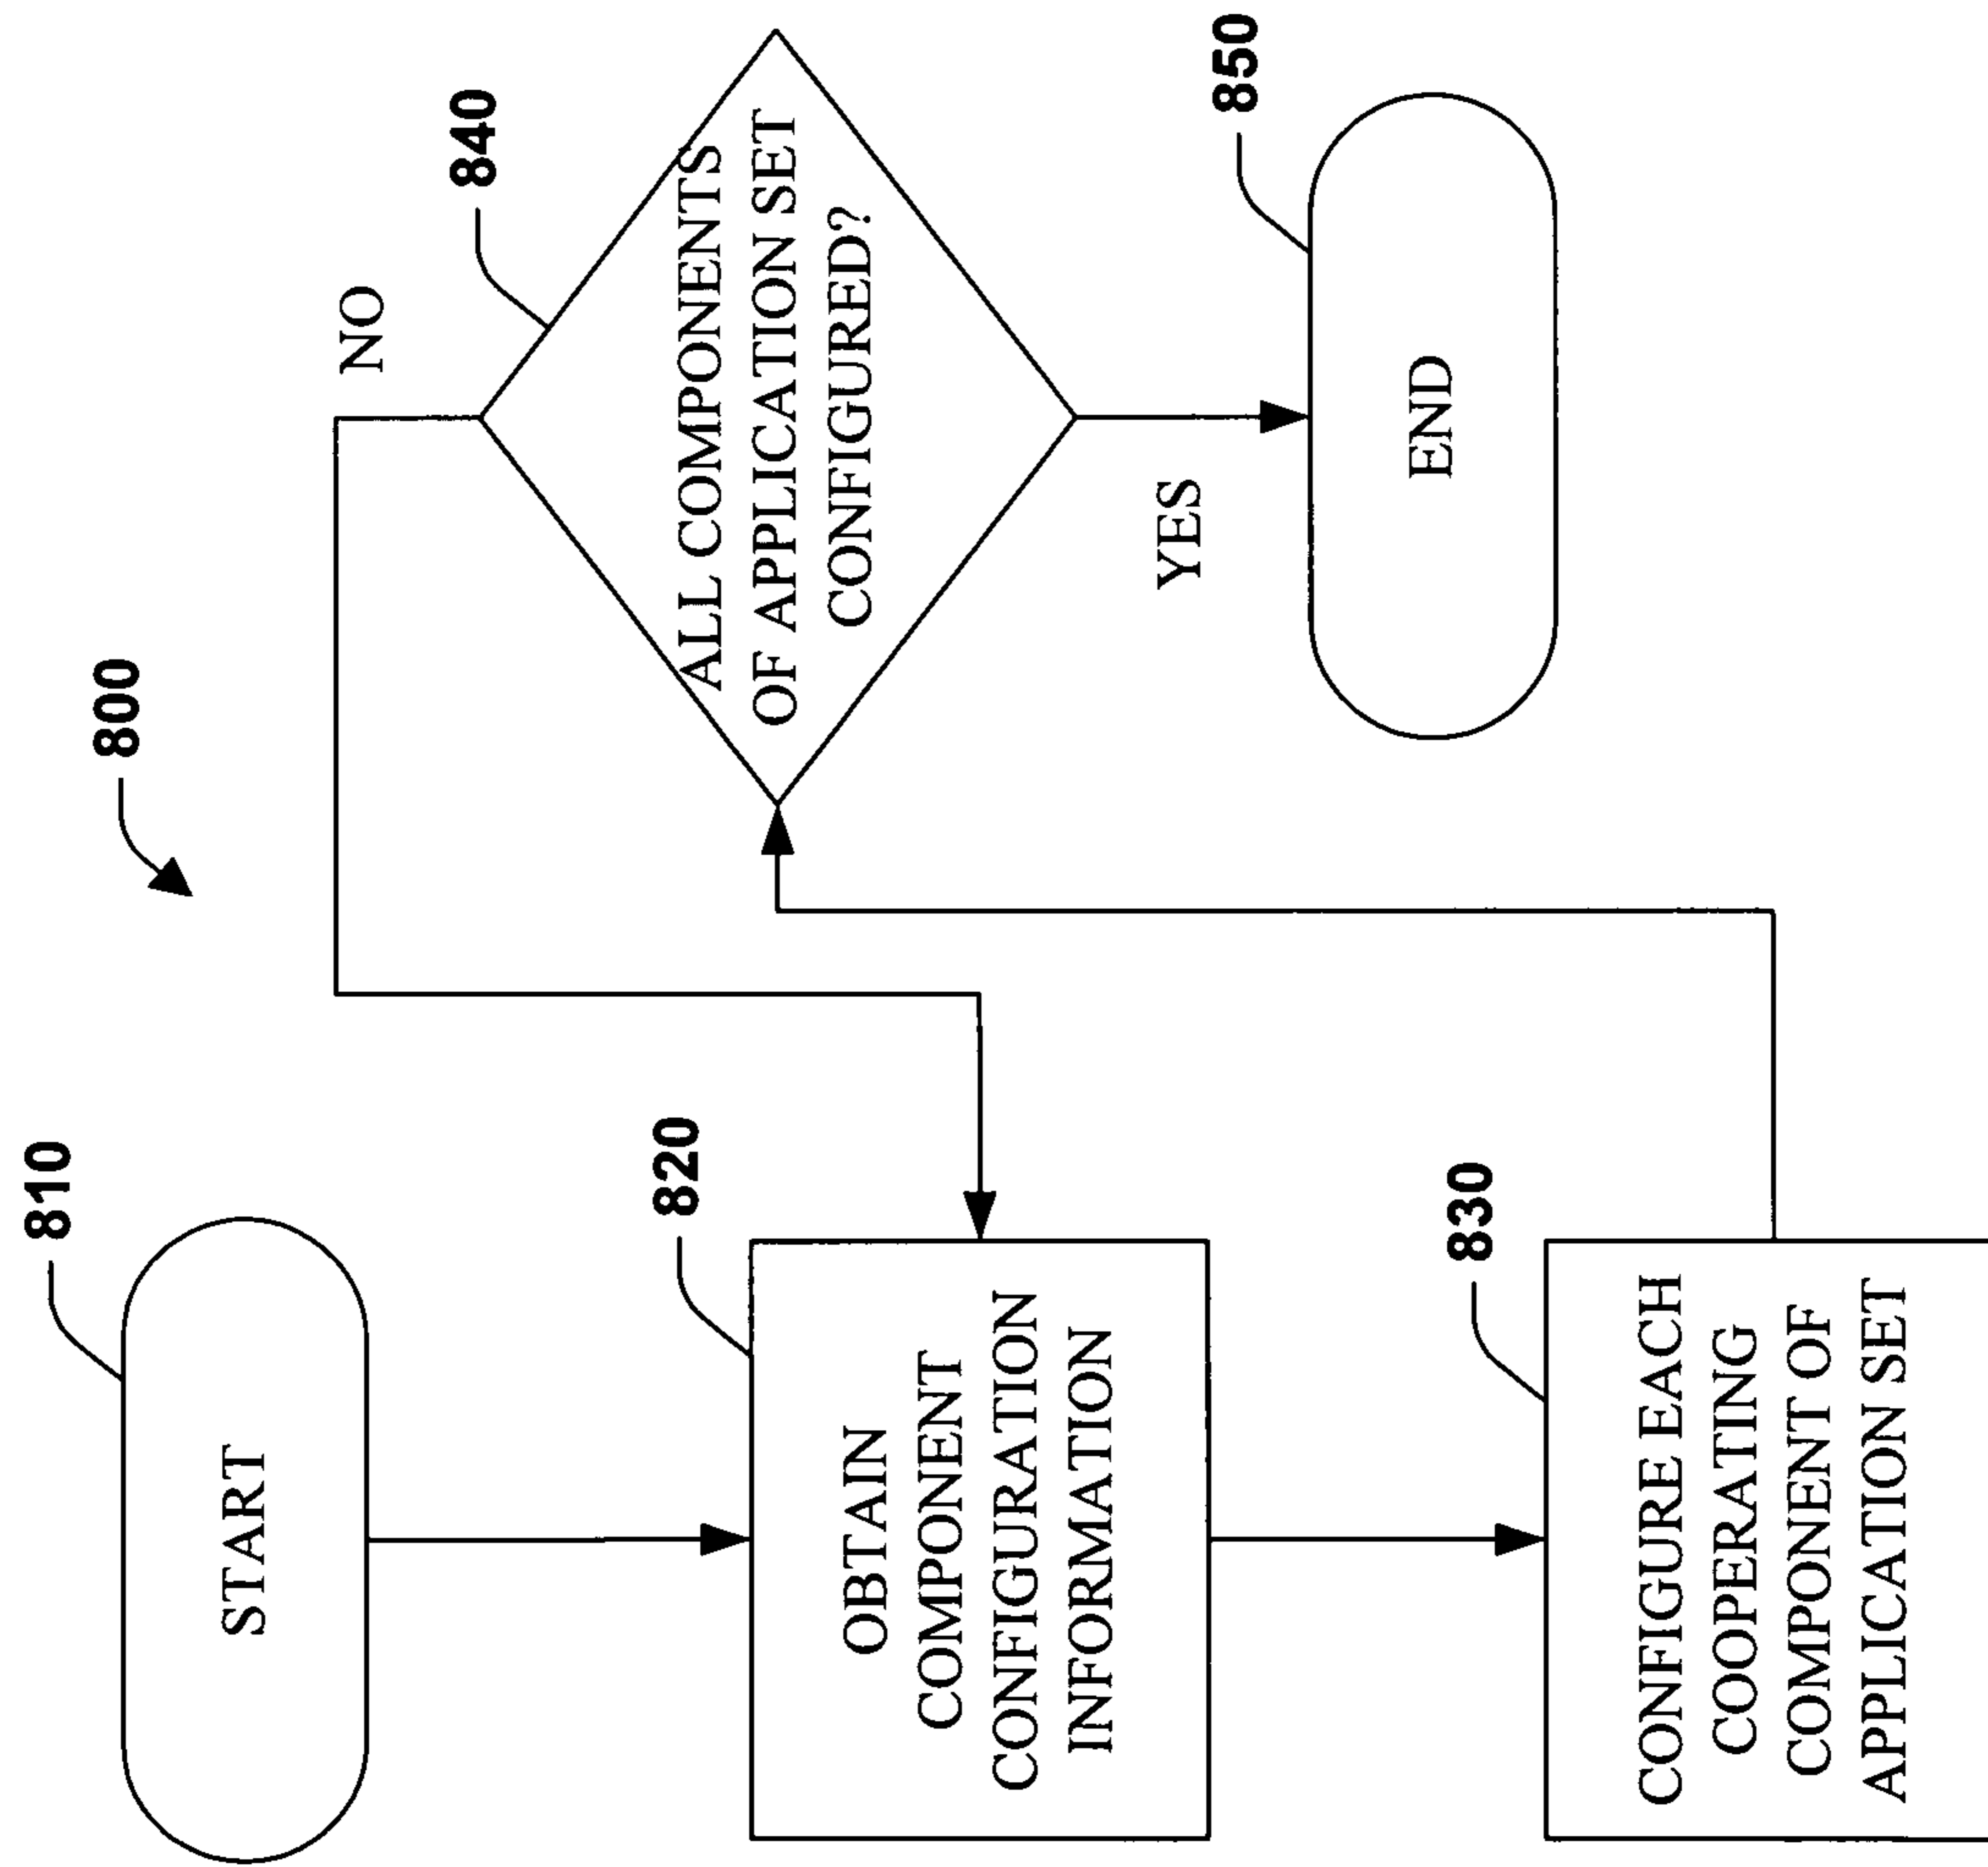 800
810
START
820
OBTAIN
COMPONENT
CONFIGURATION
INFORMATION
830
CONFIGURE EACH
COOPERATING
COMPONENT OF
APPLICATION SET
NO
840
ALL COMPONENTS
OF APPLICATION SET
CONFIGURED?
YES
850
END